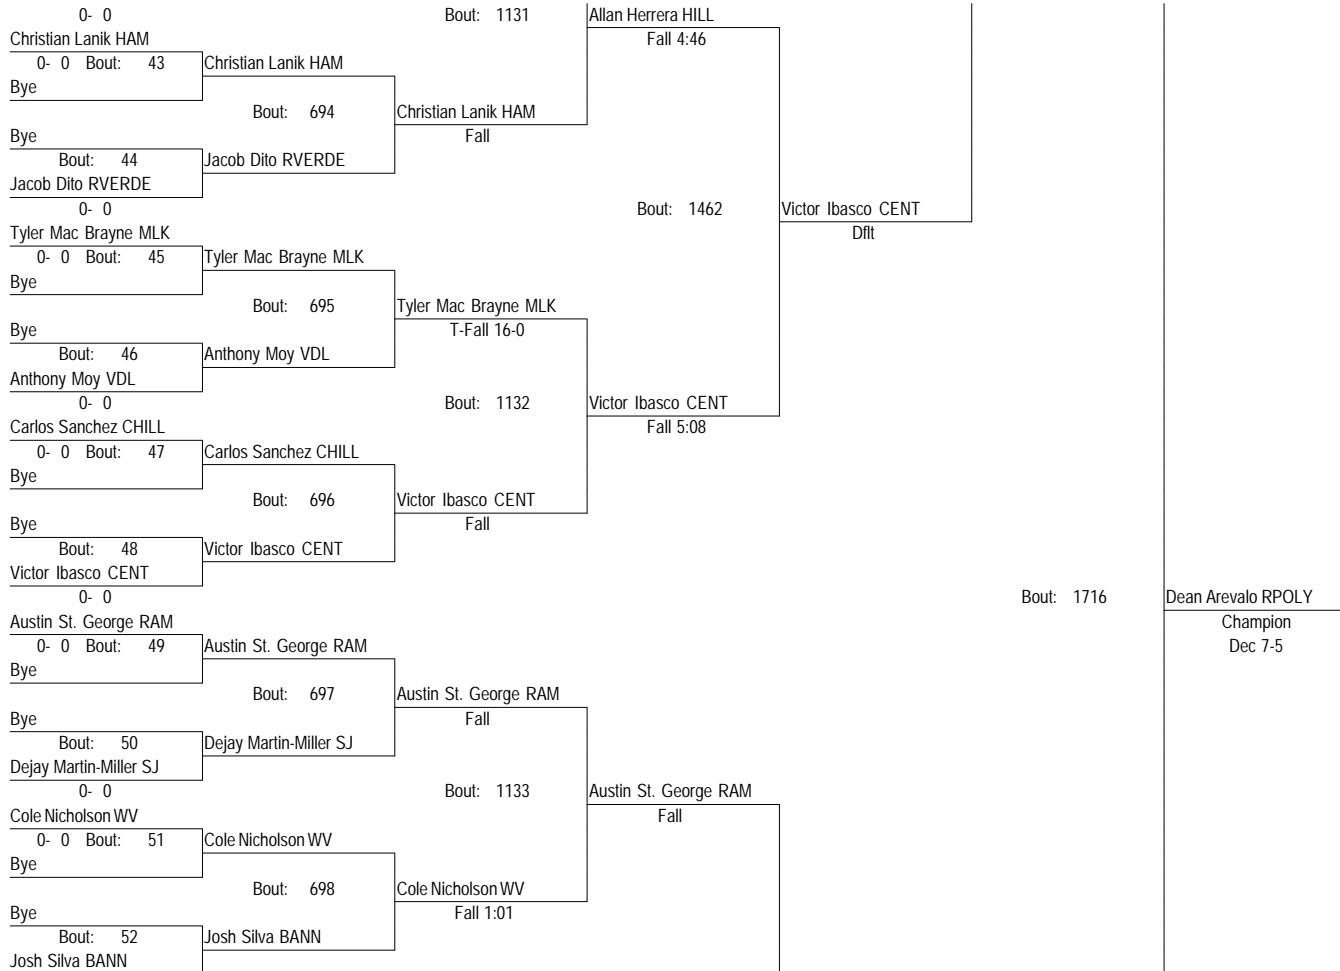 0- 0 Bout: 1131 Allan Herrera HILL
Christian Lanik HAM Fall 4:46
0- 0 Bout: 43 Christian Lanik HAM
Bye
Bout: 694 Christian Lanik HAM
Bye Fall
Bout: 44 Jacob Dito RVERDE
Jacob Dito RVERDE
0- 0 Bout: 1462 Victor Ibasco CENT
Tyler Mac Brayne MLK Dflt
0- 0 Bout: 45 Tyler Mac Brayne MLK
Bye
Bout: 695 Tyler Mac Brayne MLK
Bye T-Fall 16-0
Bout: 46 Anthony Moy VDL
Anthony Moy VDL
0- 0 Bout: 1132 Victor Ibasco CENT
Carlos Sanchez CHILL Fall 5:08
0- 0 Bout: 47 Carlos Sanchez CHILL
Bye
Bout: 696 Victor Ibasco CENT
Bye Fall
Bout: 48 Victor Ibasco CENT
Victor Ibasco CENT
0- 0 Bout: 1716 Dean Arevalo RPOLY
Austin St. George RAM Champion
0- 0 Bout: 49 Austin St. George RAM Dec 7-5
Bye
Bout: 697 Austin St. George RAM
Bye Fall
Bout: 50 Dejay Martin-Miller SJ
Dejay Martin-Miller SJ
0- 0 Bout: 1133 Austin St. George RAM
Cole Nicholson WV Fall
0- 0 Bout: 51 Cole Nicholson WV
Bye
Bout: 698 Cole Nicholson WV
Bye Fall 1:01
Bout: 52 Josh Silva BANN
Josh Silva BANN